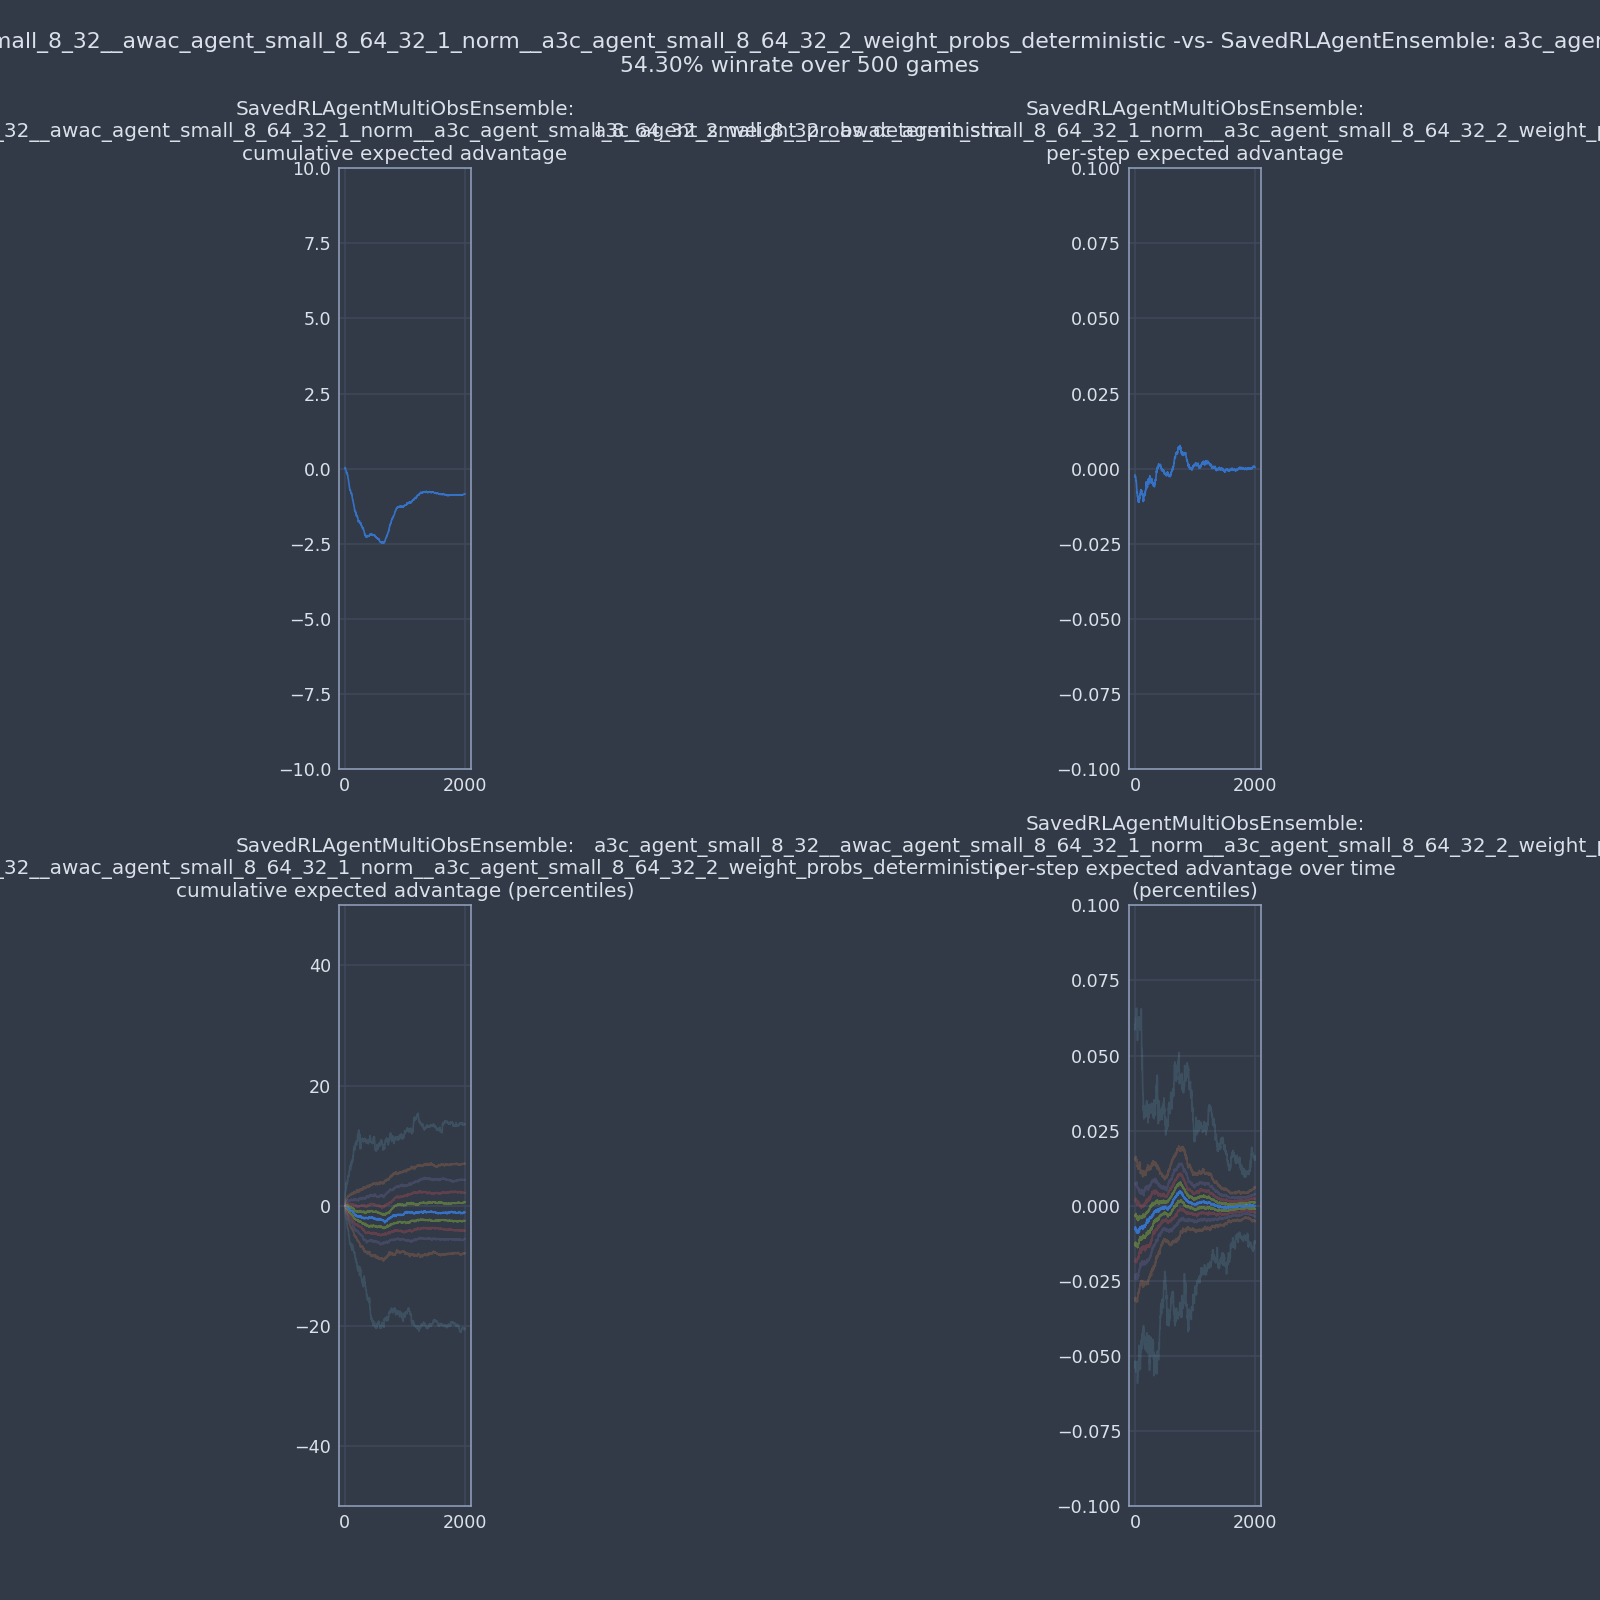 mall_8_32__awac_agent_small_8_64_32_1_norm__a3c_agent_small_8_64_32_2_weight_probs_deterministic -vs- SavedRLAgentEnsemble: a3c_age
54.30% winrate over 500 games
SavedRLAgentMultiObsEnsemble:
_32__awac_agent_small_8_64_32_1_norm__a3c_agent_small_8_64_32_2_weight_probs_deterministic
cumulative expected advantage
10.0
7.5
5.0
2.5
0.0
−2.5
−5.0
−7.5
−10.0
0 2000
SavedRLAgentMultiObsEnsemble:
a3c_agent_small_8_32__awac_agent_small_8_64_32_1_norm__a3c_agent_small_8_64_32_2_weight_
per-step expected advantage
0.100
0.075
0.050
0.025
0.000
−0.025
−0.050
−0.075
−0.100
0 2000
SavedRLAgentMultiObsEnsemble:
_32__awac_agent_small_8_64_32_1_norm__a3c_agent_small_8_64_32_2_weight_probs_deterministic
cumulative expected advantage (percentiles)
40
20
0
−20
−40
0 2000
SavedRLAgentMultiObsEnsemble:
a3c_agent_small_8_32__awac_agent_small_8_64_32_1_norm__a3c_agent_small_8_64_32_2_weight_
per-step expected advantage over time
(percentiles)
0.100
0.075
0.050
0.025
0.000
−0.025
−0.050
−0.075
−0.100
0 2000